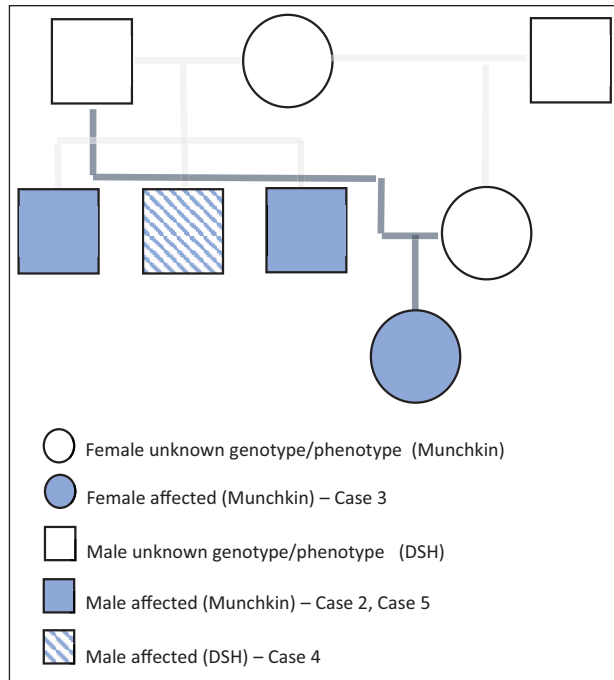 Female unknown genotype/phenotype (Munchkin)
Female affected (Munchkin) – Case 3
Male unknown genotype/phenotype (DSH)
Male affected (Munchkin) – Case 2, Case 5
Male affected (DSH) – Case 4